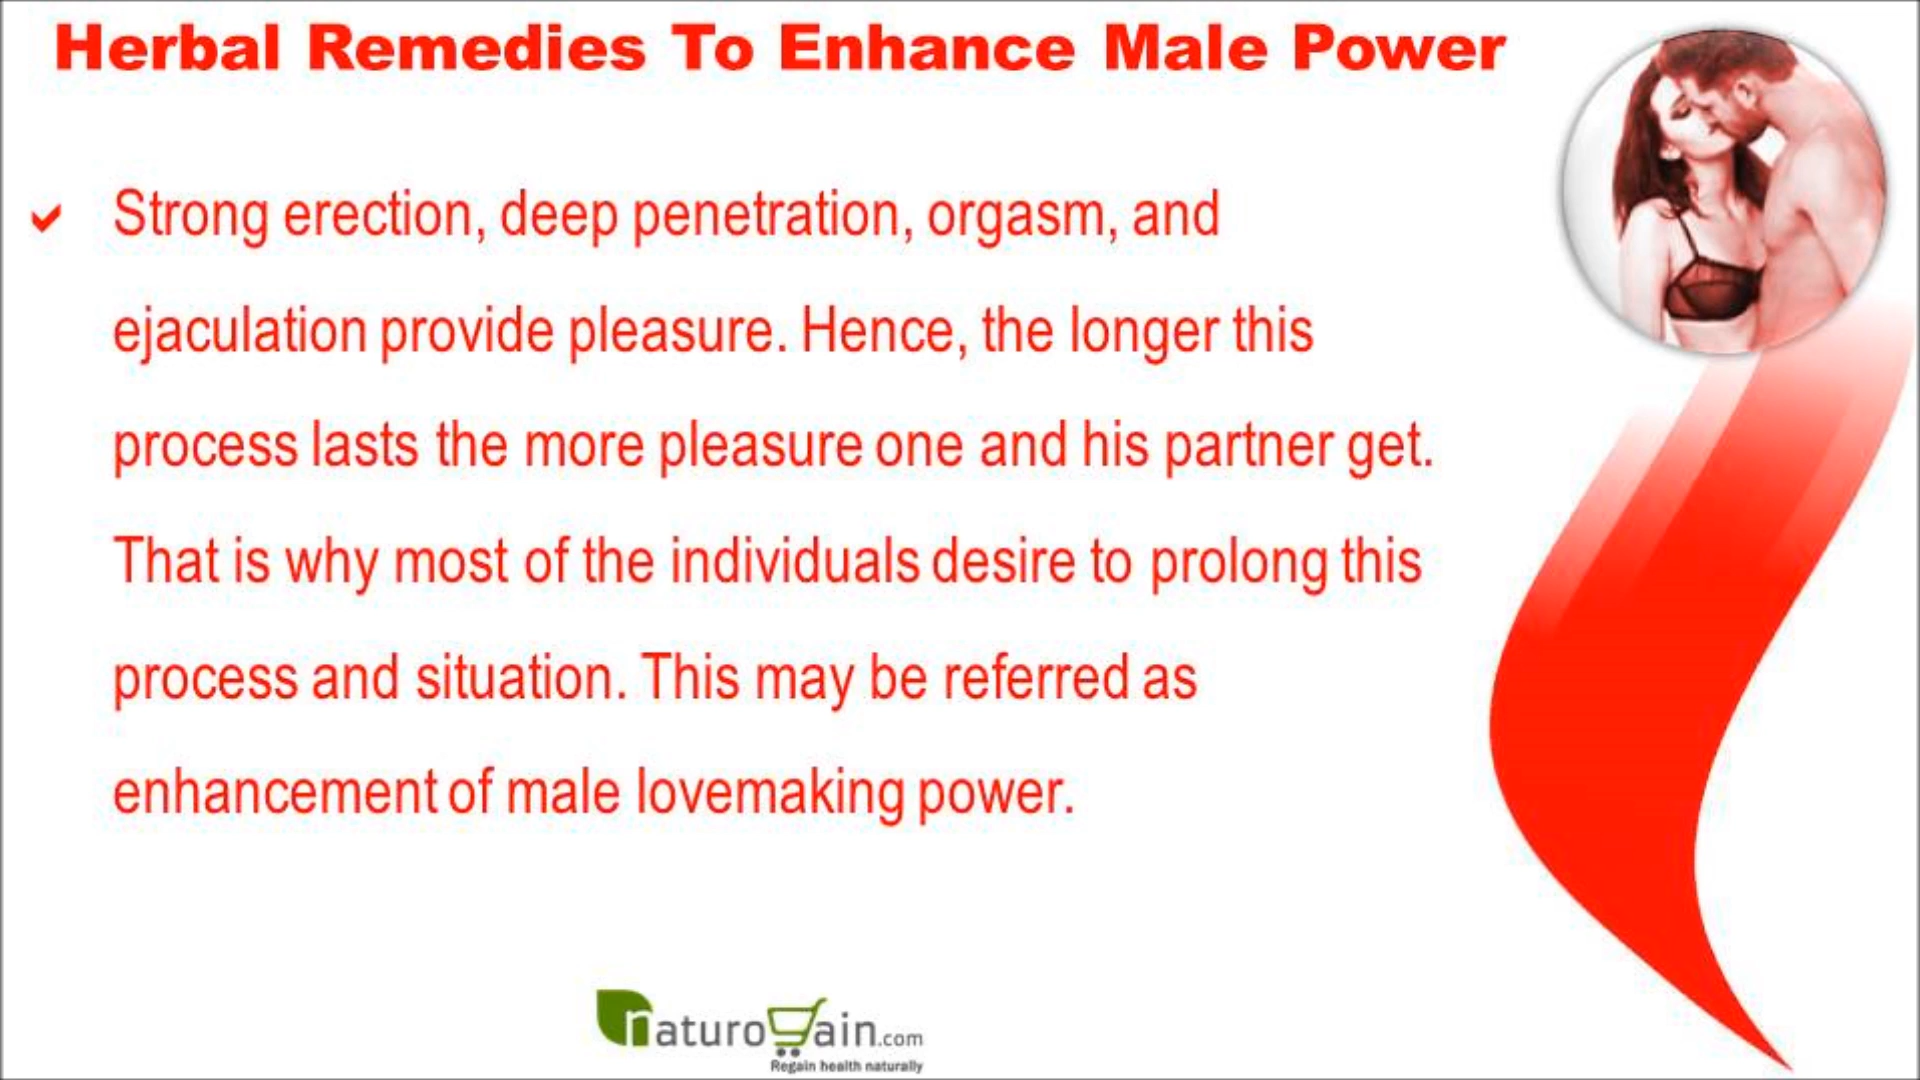 Herbal Remedies To Enhance Male Power
Strong erection, deep penetration, orgasm, and
ejaculation provide pleasure. Hence, the longer this
process lasts the more pleasure one and his partner get.
That is why most of the individuals desire to prolong this
process and situation. This may be referred as
enhancement of male lovemaking power.
naturogain.com
Regain health naturally